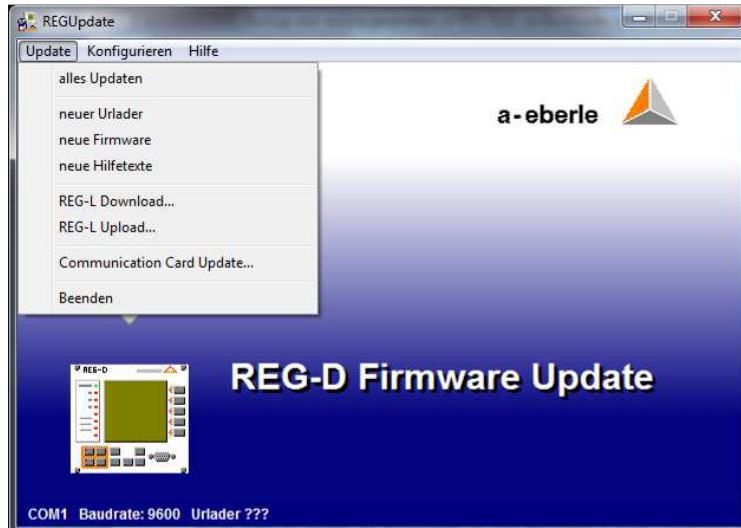 REGUpdate
Update Konfigurieren Hilfe
alles Updaten
neuer Urlader
neue Firmware
neue Hilfetexte
REG-L Download...
REG-L Upload...
Communication Card Update...
Beenden
a-eberle
REG-D
REG-D Firmware Update
COM1 Baudrate: 9600 Urlader ???